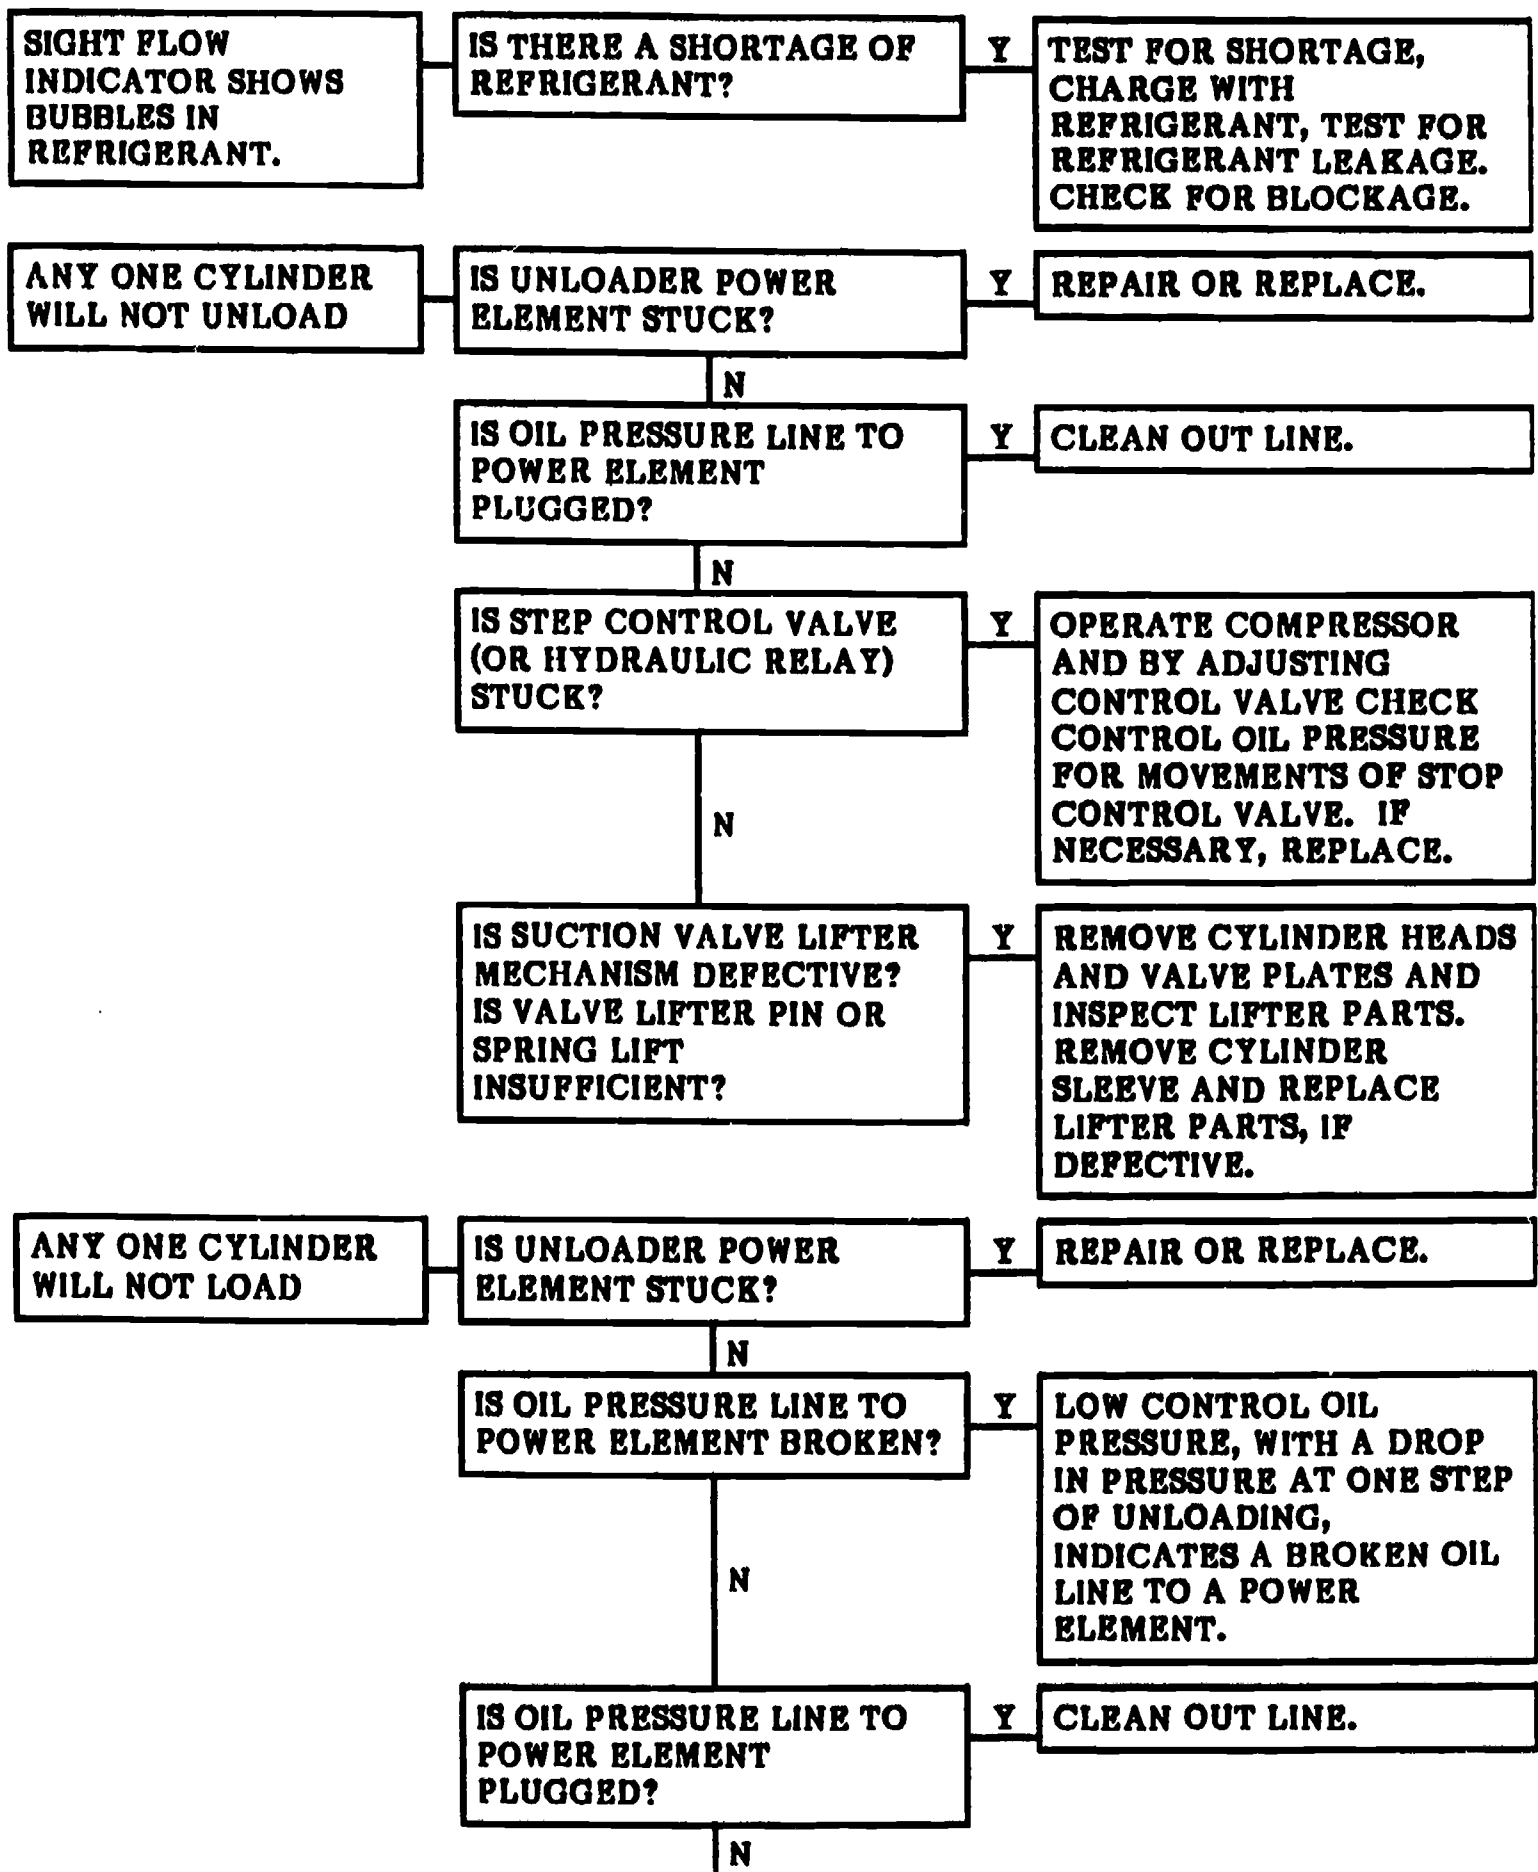 SIGHT FLOW
INDICATOR SHOWS
BUBBLES IN
REFRIGERANT.
IS THERE A SHORTAGE OF
REFRIGERANT?
Y
TEST FOR SHORTAGE,
CHARGE WITH
REFRIGERANT, TEST FOR
REFRIGERANT LEAKAGE.
CHECK FOR BLOCKAGE.
ANY ONE CYLINDER
WILL NOT UNLOAD
IS UNLOADER POWER
ELEMENT STUCK?
Y
REPAIR OR REPLACE.
N
IS OIL PRESSURE LINE TO
POWER ELEMENT
PLUGGED?
Y
CLEAN OUT LINE.
N
IS STEP CONTROL VALVE
(OR HYDRAULIC RELAY)
STUCK?
Y
OPERATE COMPRESSOR
AND BY ADJUSTING
CONTROL VALVE CHECK
CONTROL OIL PRESSURE
FOR MOVEMENTS OF STOP
CONTROL VALVE. IF
NECESSARY, REPLACE.
N
IS SUCTION VALVE LIFTER
MECHANISM DEFECTIVE?
IS VALVE LIFTER PIN OR
SPRING LIFT
INSUFFICIENT?
Y
REMOVE CYLINDER HEADS
AND VALVE PLATES AND
INSPECT LIFTER PARTS.
REMOVE CYLINDER
SLEEVE AND REPLACE
LIFTER PARTS, IF
DEFECTIVE.
ANY ONE CYLINDER
WILL NOT LOAD
IS UNLOADER POWER
ELEMENT STUCK?
Y
REPAIR OR REPLACE.
N
IS OIL PRESSURE LINE TO
POWER ELEMENT BROKEN?
Y
LOW CONTROL OIL
PRESSURE, WITH A DROP
IN PRESSURE AT ONE STEP
OF UNLOADING,
INDICATES A BROKEN OIL
LINE TO A POWER
ELEMENT.
N
IS OIL PRESSURE LINE TO
POWER ELEMENT
PLUGGED?
Y
CLEAN OUT LINE.
N